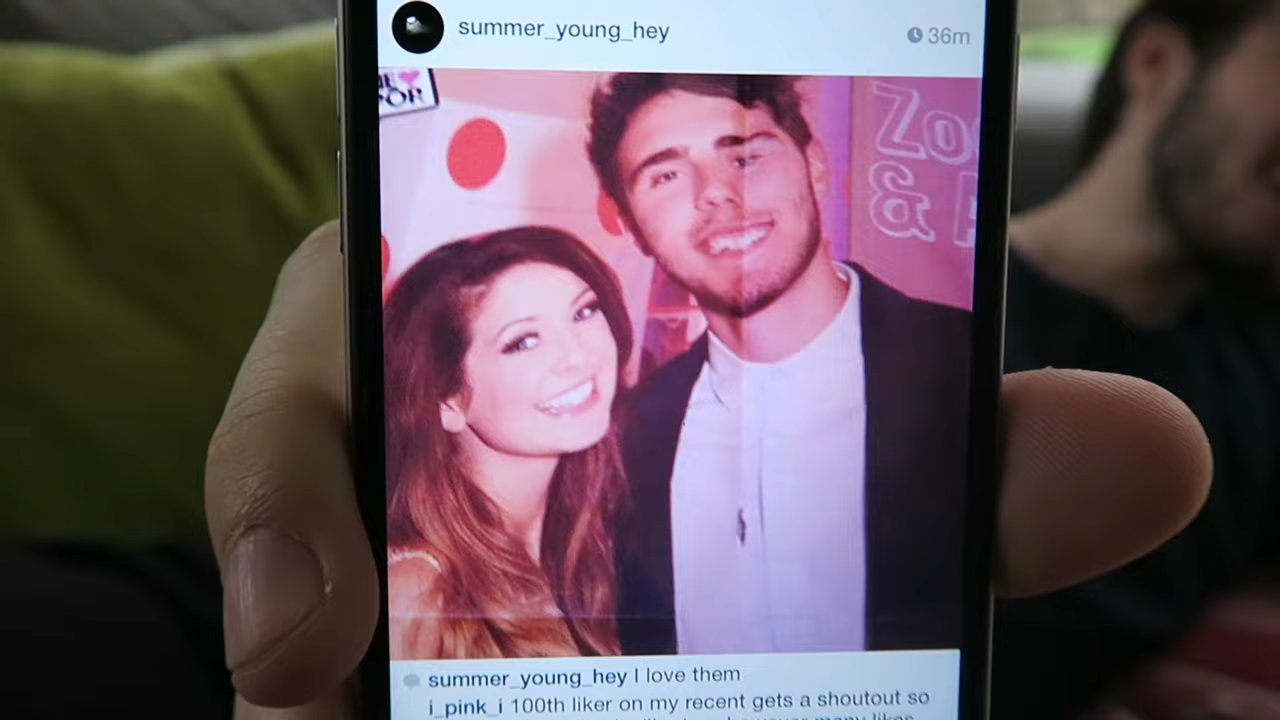 summer_young_hey
36m
Zo
&
summer_young_hey I love them
i_pink_i 100th liker on my recent gets a shoutout so